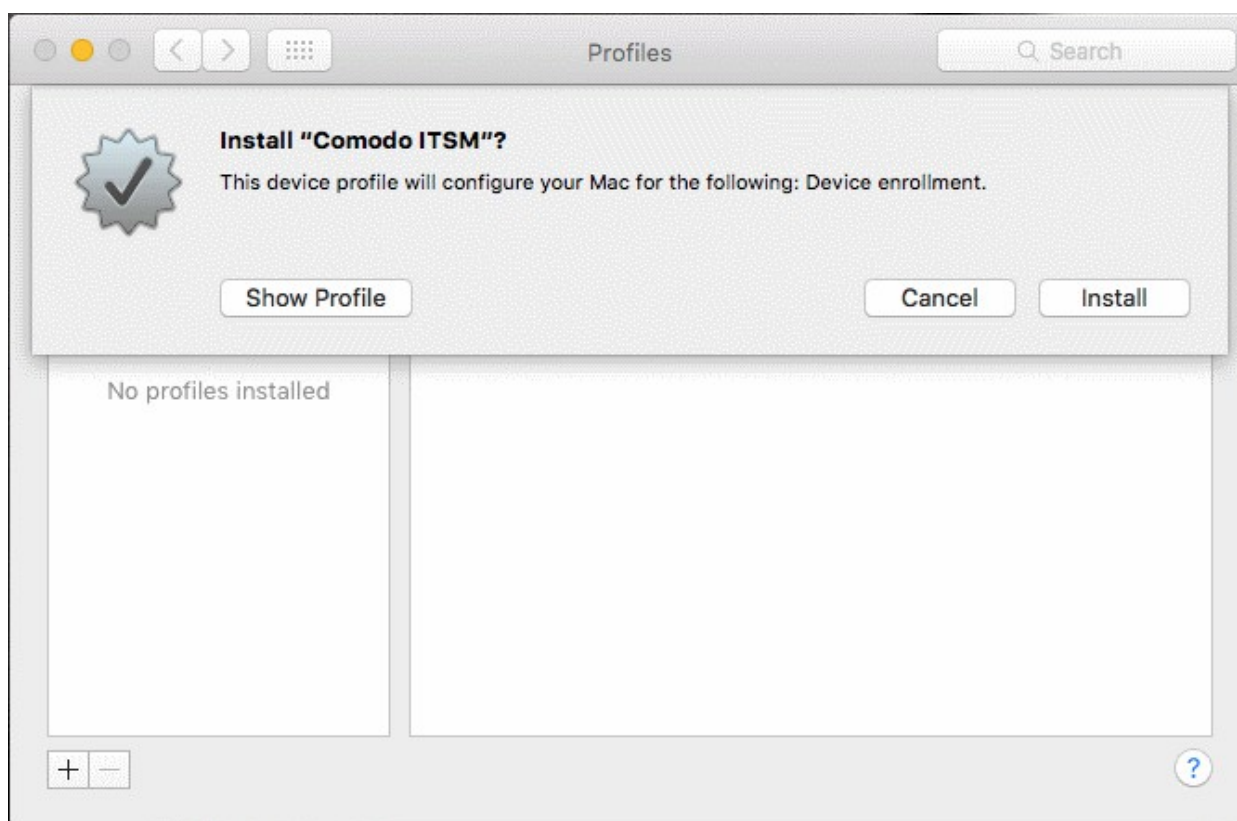 Profiles
Search
Install "Comodo ITSM"?
This device profile will configure your Mac for the following: Device enrollment.
Show Profile
Cancel
Install
No profiles installed
+ −
?